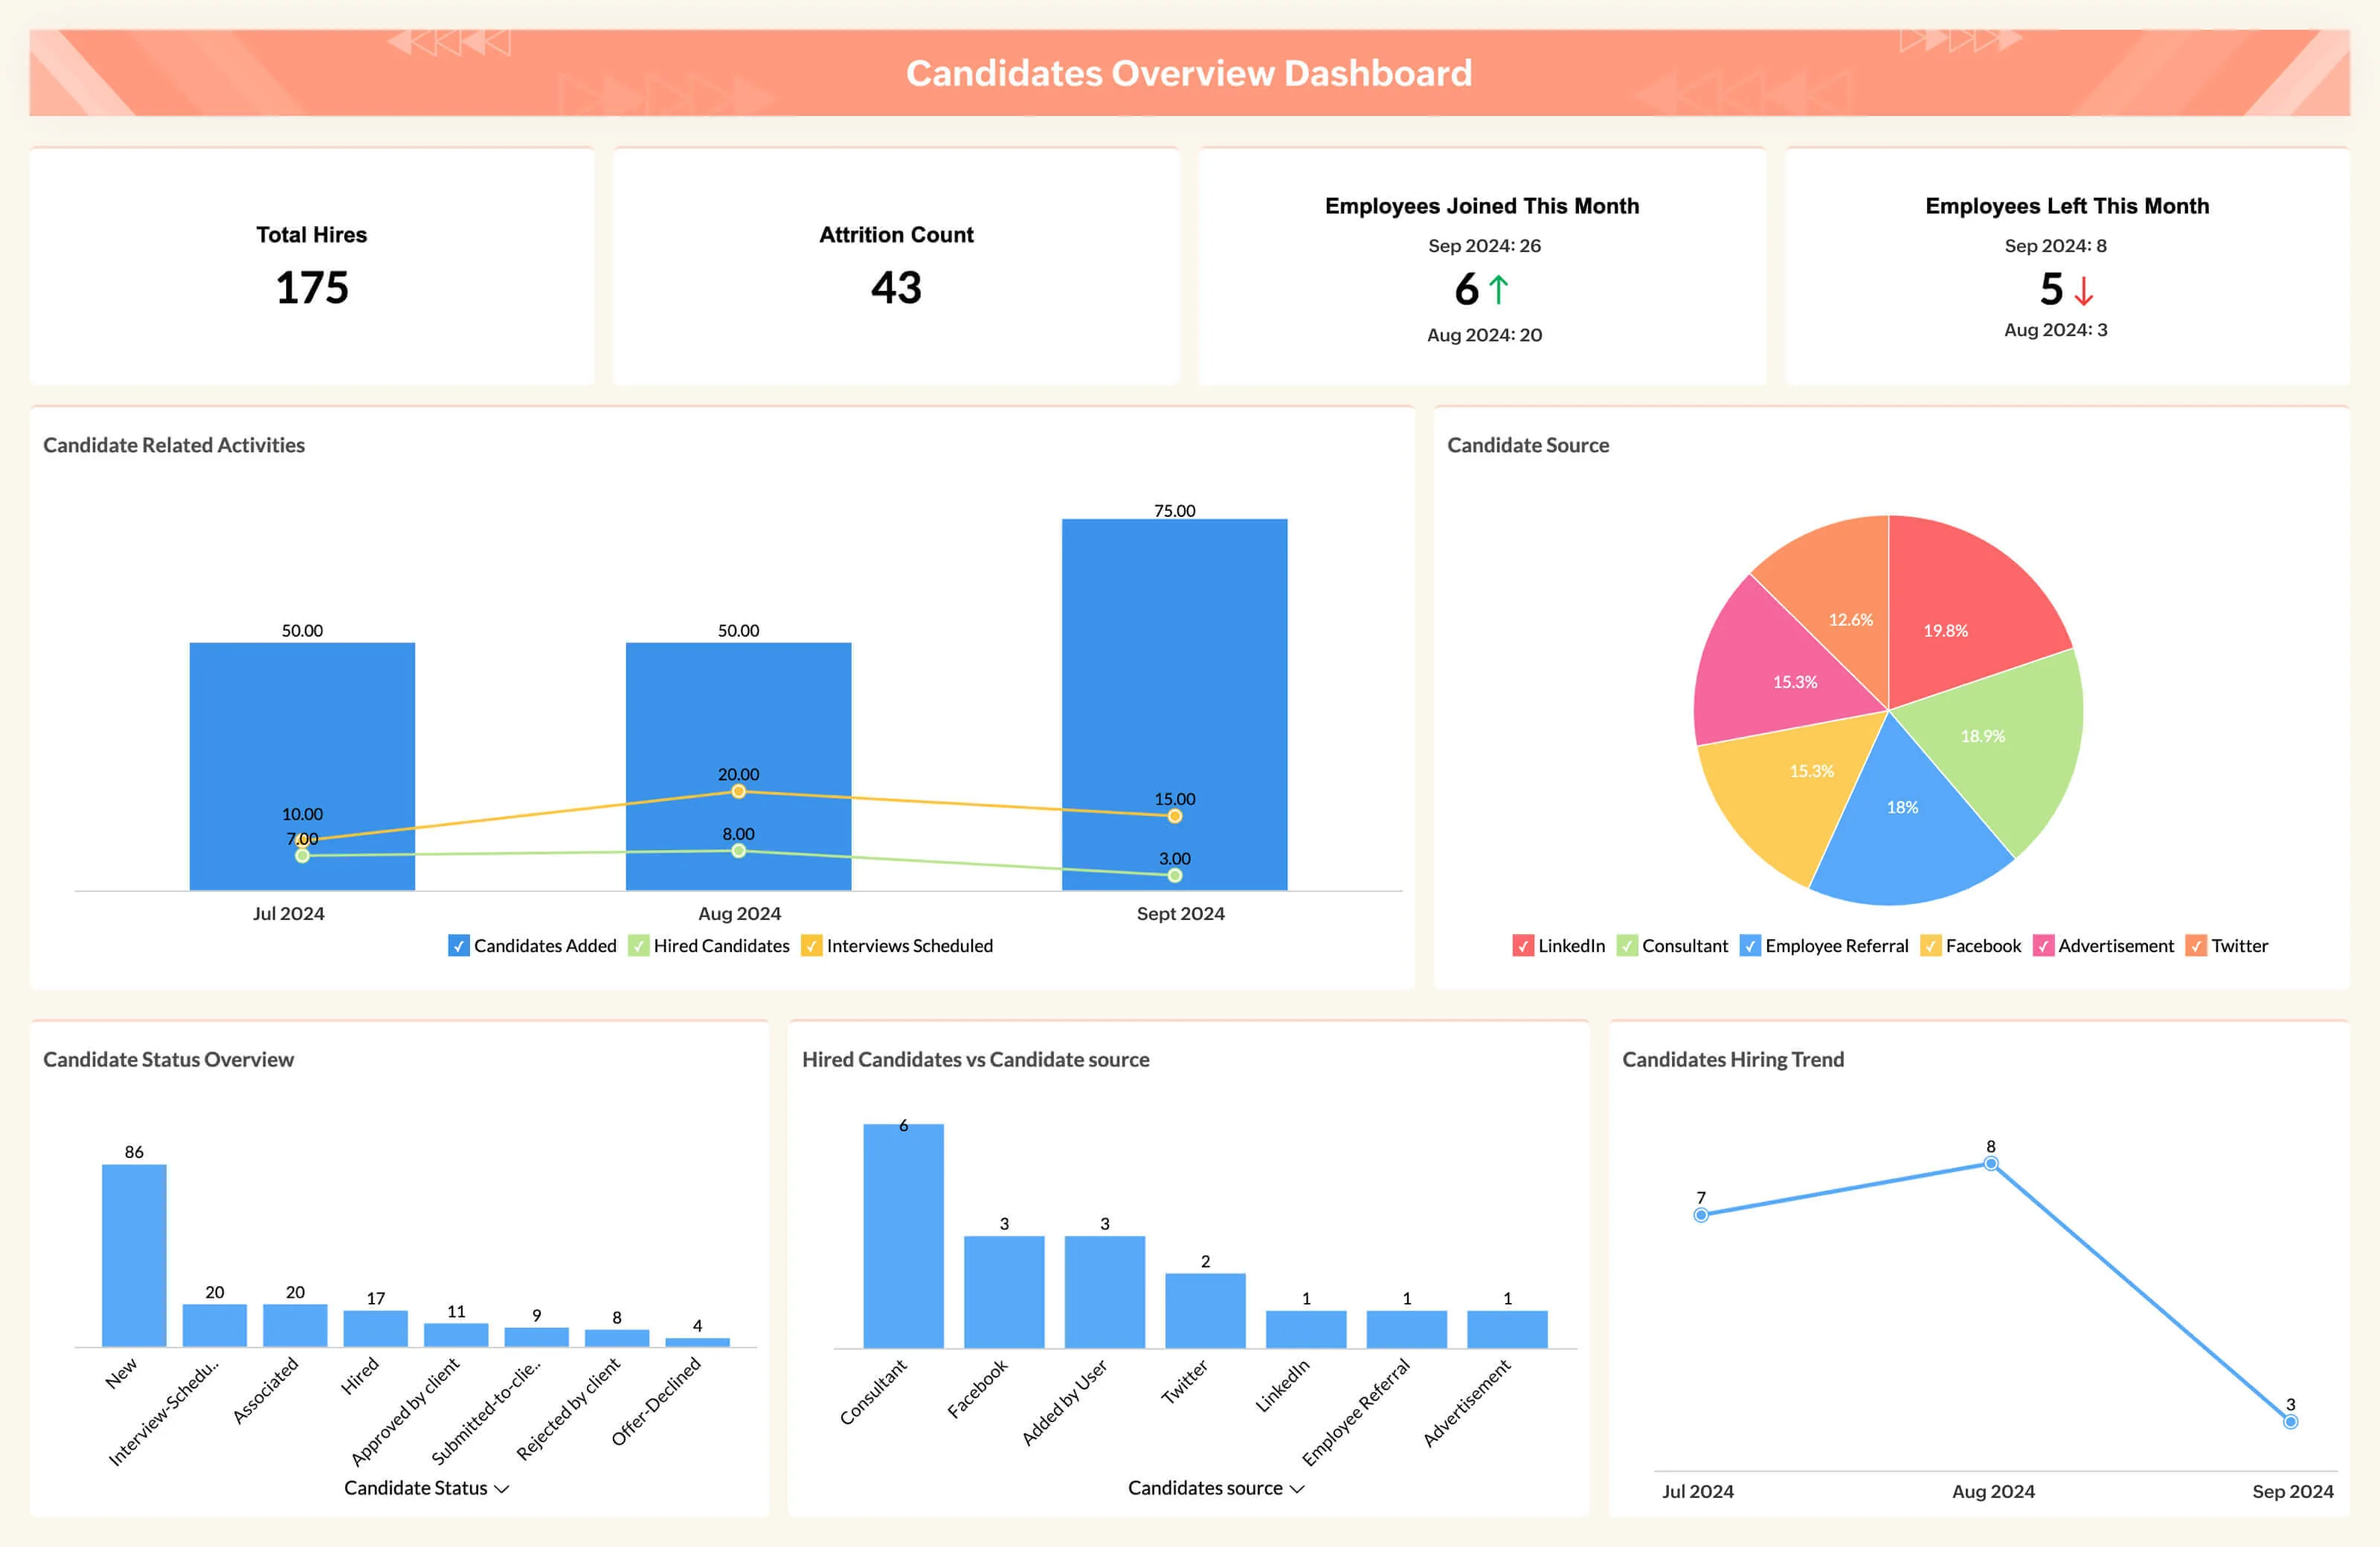 Candidates Overview Dashboard
Total Hires
175
Attrition Count
43
Employees Joined This Month
Sep 2024: 26
6
Aug 2024: 20
Employees Left This Month
Sep 2024: 8
5
Aug 2024: 3
Candidate Related Activities
75.00
50.00
50.00
20.00
15.00
10.00
7.00
8.00
3.00
Jul 2024
Aug 2024
Sept 2024
Candidates Added
Hired Candidates
Interviews Scheduled
Candidate Source
12.6%
19.8%
15.3%
18.9%
15.3%
18%
LinkedIn
Consultant
Employee Referral
Facebook
Advertisement
Twitter
Candidate Status Overview
86
20
20
17
11
9
8
4
New
Interview-Schedu..
Associated
Hired
Approved by client
Submitted-to-clie..
Rejected by client
Offer-Declined
Candidate Status
Hired Candidates vs Candidate source
6
3
3
2
1
1
1
Consultant
Facebook
Added by User
Twitter
LinkedIn
Employee Referral
Advertisement
Candidates source
Candidates Hiring Trend
7
8
3
Jul 2024
Aug 2024
Sep 2024